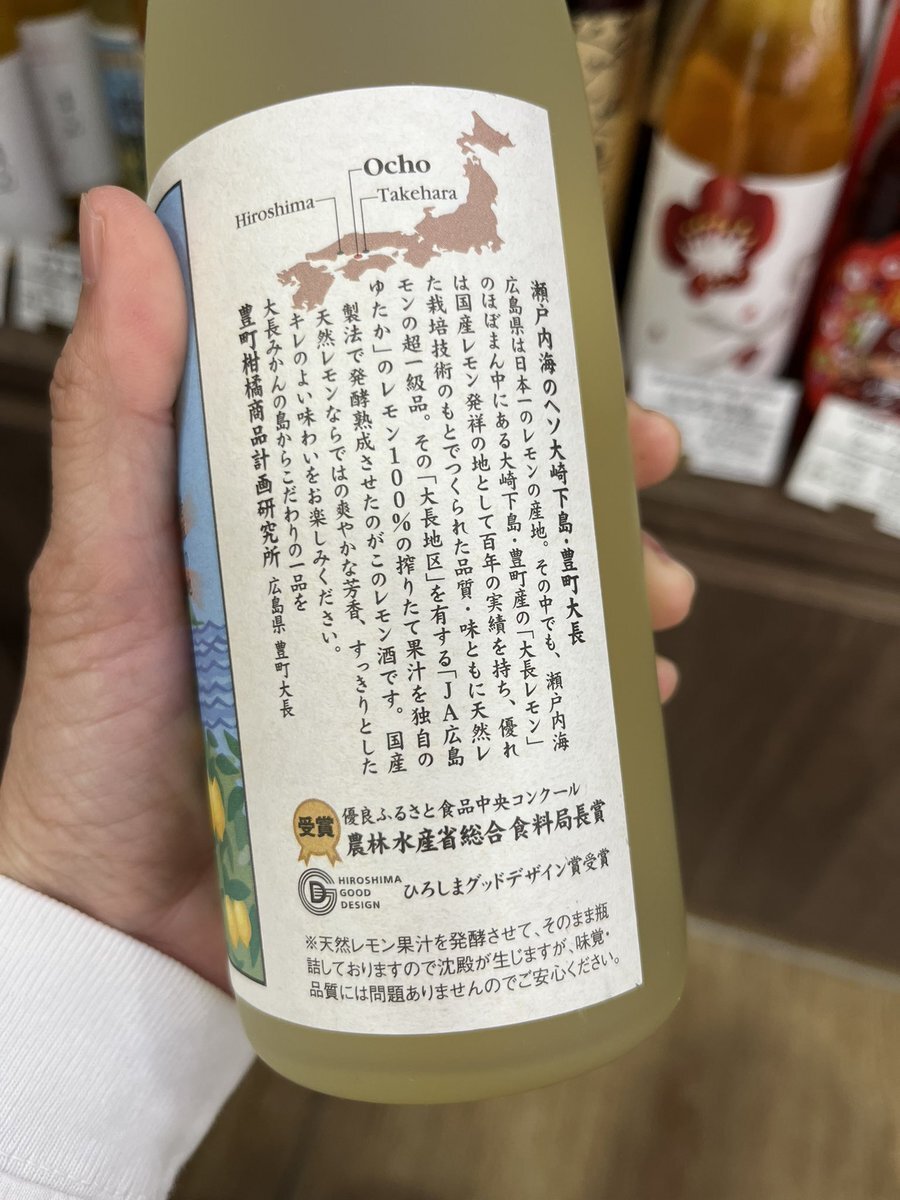 Ocho
Hiroshima
Takehara
瀬戸内海のヘソ大崎下島・豊町大長
広島県は日本一のレモンの産地。その中でも、瀬戸内海
のほぼまん中にある大崎下島・豊町産の「大長レモン」
は国産レモン発祥の地として百年の実績を持ち、優れ
た栽培技術のもとでつくられた品質・味ともに天然レ
モンの超一級品。その「大長地区」を有する「JA広島
ゆたか」のレモン100%の搾りたて果汁を独自の
製法で発酵熟成させたのがこのレモン酒です。国産
天然レモンならではの爽やかな芳香、すっきりとした
キレのよい味わいをお楽しみください。
大長みかんの島からこだわりの一品を
豊町柑橘商品計画研究所 広島県豊町大長
受賞
優良ふるさと食品中央コンクール
農林水産省総合食料局長賞
HIROSHIMA
GOOD
DESIGN
ひろしまグッドデザイン賞受賞
※天然レモン果汁を発酵させて、そのまま瓶
詰しておりますので沈殿が生じますが、味覚・
品質には問題ありませんのでご安心ください。